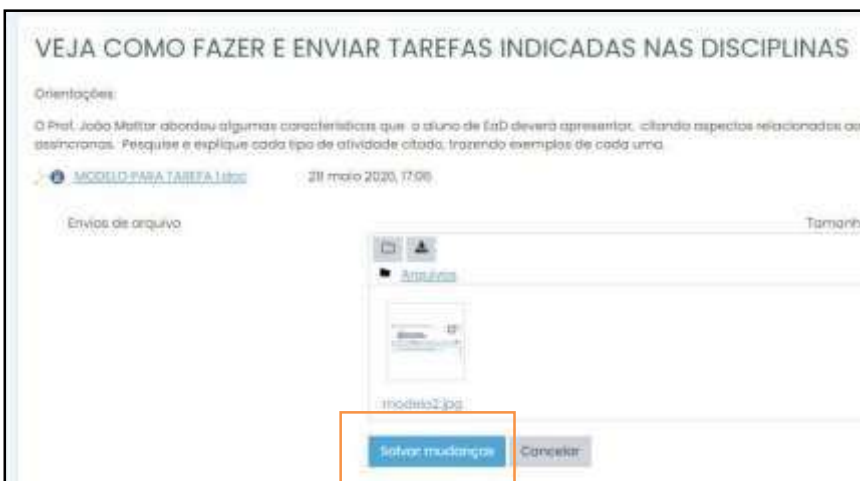 VEJA COMO FAZER E ENVIAR TAREFAS INDICADAS NAS DISCIPLINAS
Orientações:
O Prof. João Mattar abordou algumas características que o aluno de EaD deverá apresentar, citando aspectos relacionados ao
assíncronas. Pesquise e explique cada tipo de atividade citado, trazendo exemplos de cada uma.
MODELO PARA TAREFA 1.doc 28 maio 2020, 17:06
Envios de arquivo Tamanh
Arquivos
modelo2.jpg
Salvar mudanças Cancelar